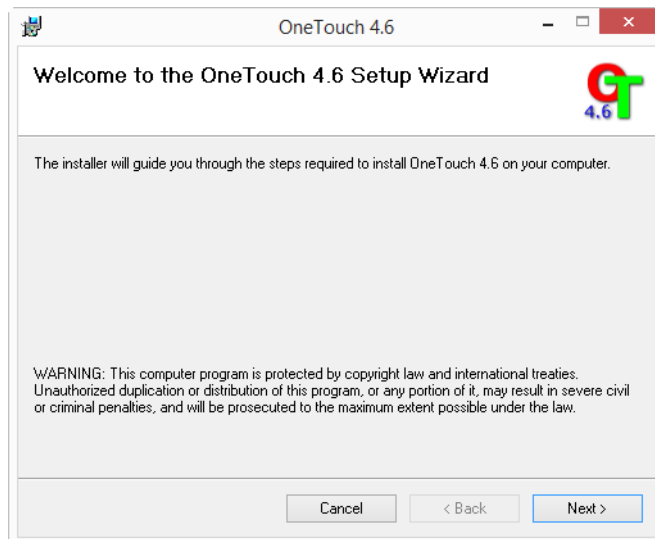 OneTouch 4.6
Welcome to the OneTouch 4.6 Setup Wizard
OT
4.6
The installer will guide you through the steps required to install OneTouch 4.6 on your computer.
WARNING: This computer program is protected by copyright law and international treaties.
Unauthorized duplication or distribution of this program, or any portion of it, may result in severe civil
or criminal penalties, and will be prosecuted to the maximum extent possible under the law.
Cancel
< Back
Next >